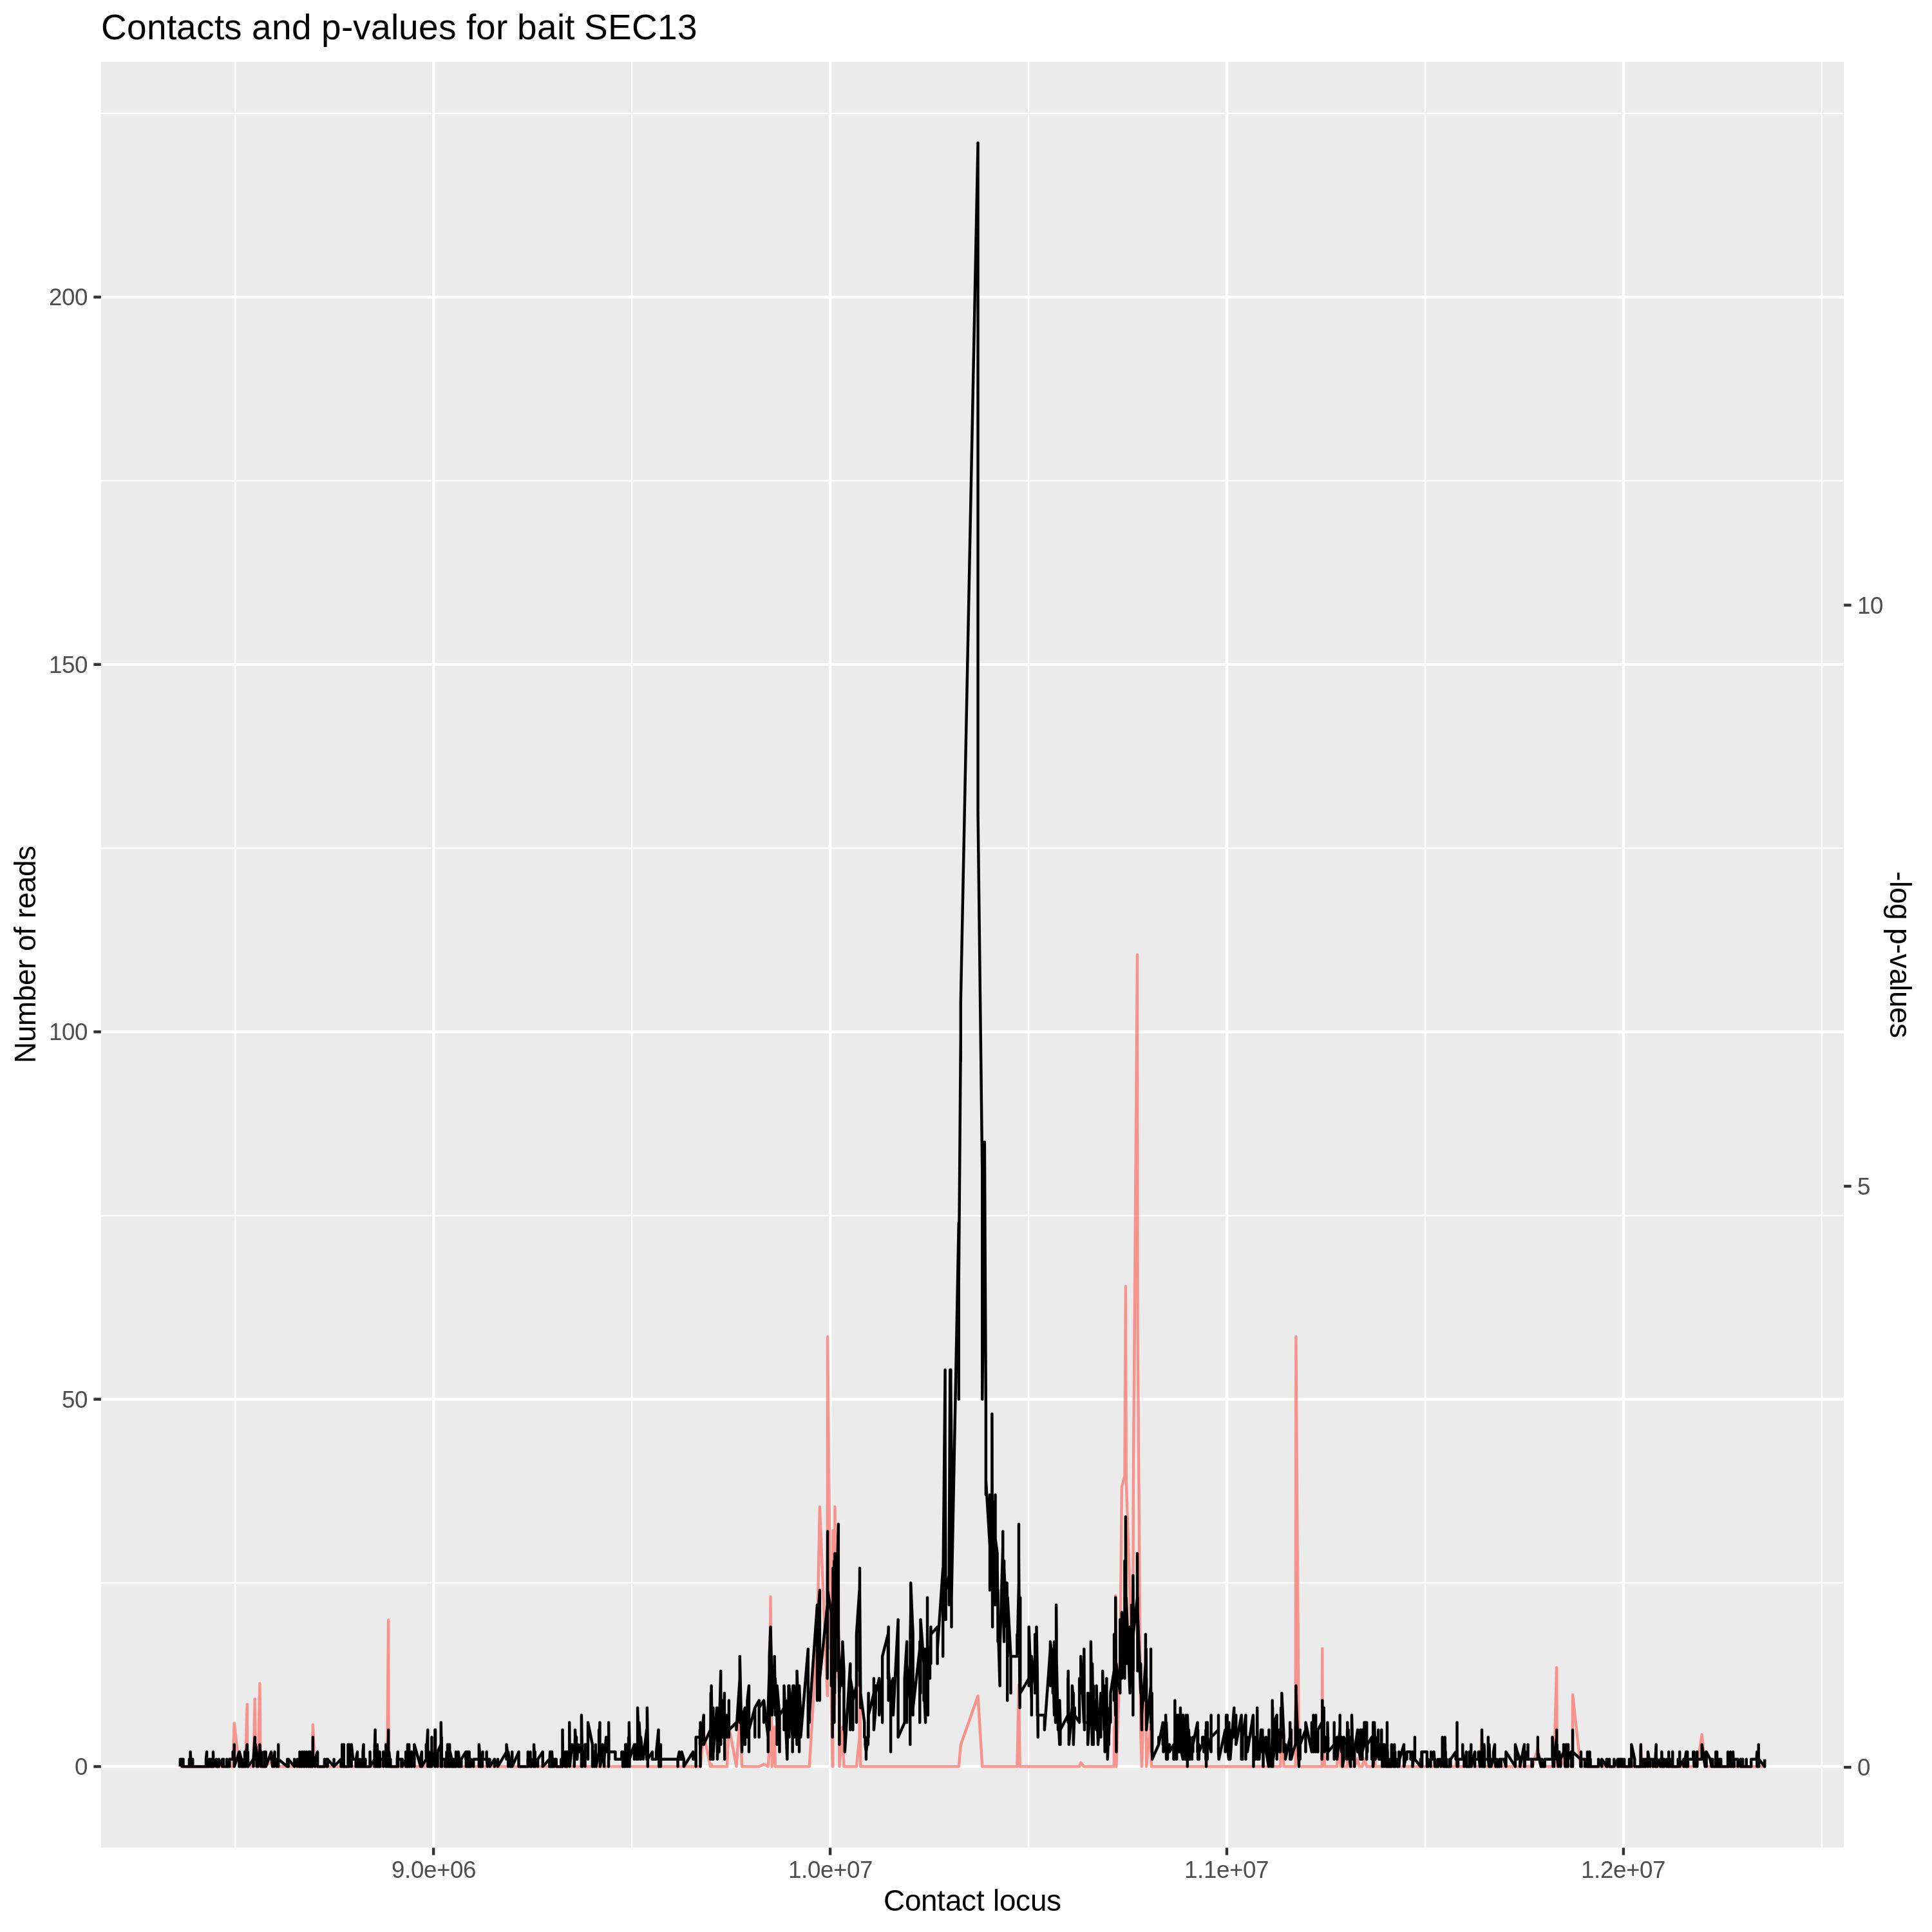 Contacts and p-values for bait SEC13
Number of reads
200
150
100
50
0
10
5
0
-log p-values
9.0e+06
1.0e+07
1.1e+07
1.2e+07
Contact locus